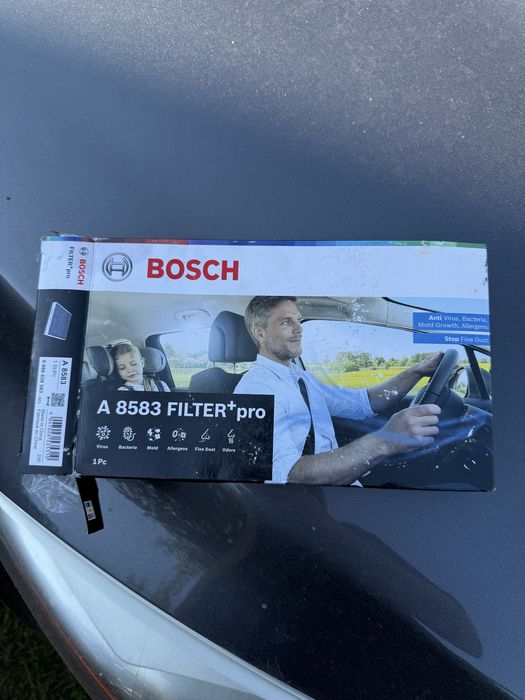 BOSCH
Anti Virus, Bacteria,
Mold Growth, Allergens
Stop Fine Dust
A 8583 FILTER+pro
Virus Bacteria Mold Allergens Fine Dust Odors
1 Pc
BOSCH
FILTER+pro
A 8583